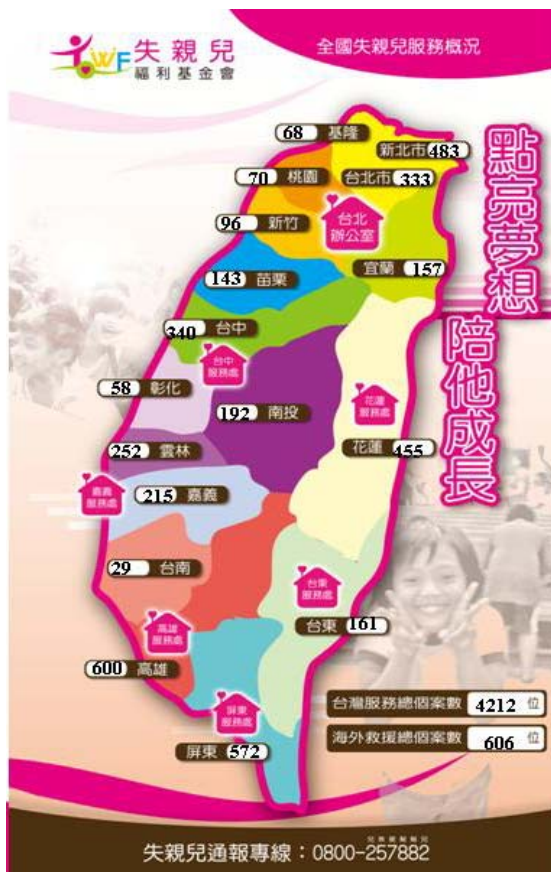 WF 失親兒
福利基金會
全國失親兒服務概況
點亮夢想
陪他成長
68 基隆
新北市 483
70 桃園
台北市 333
96 新竹
台北
辦公室
143 苗栗
宜蘭 157
340 台中
台中
服務處
58 彰化
192 南投
花蓮
服務處
252 雲林
花蓮 455
嘉義
服務處
215 嘉義
29 台南
台東
服務處
台東 161
高雄
服務處
600 高雄
屏東
服務處
屏東 572
台灣服務總個案數 4212 位
海外救援總個案數 606 位
失親兒通報專線：0800-257882